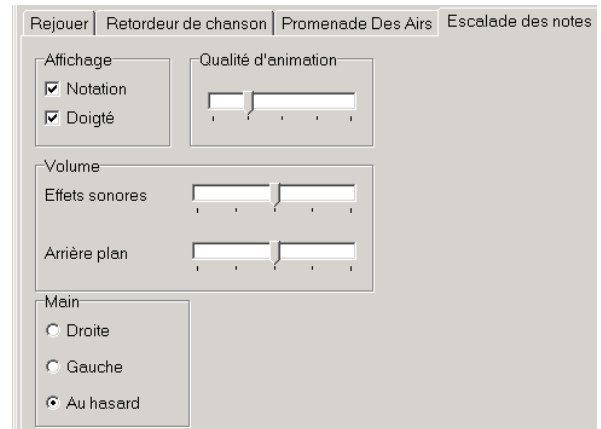 Rejouer Retordeur de chanson Promenade Des Airs Escalade des notes
Affichage
Notation
Doigté
Qualité d'animation
Volume
Effets sonores
Arrière plan
Main
Droite
Gauche
Au hasard